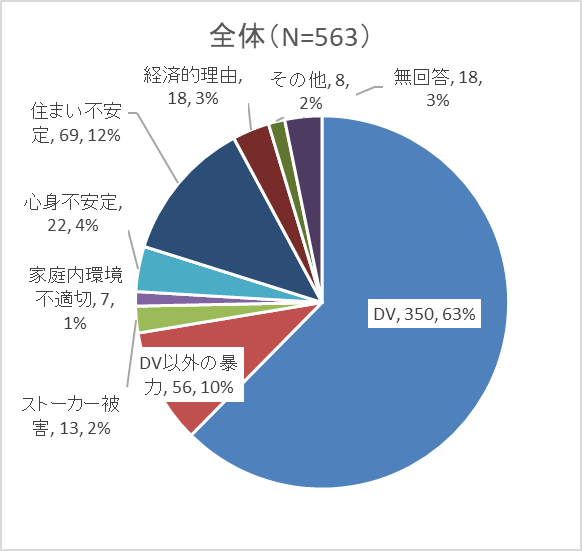 全体（N=563）
経済的理由,
18, 3%
その他, 8,
2%
無回答, 18,
3%
住まい不安
定, 69, 12%
心身不安定,
22, 4%
家庭内環境
不適切, 7,
1%
DV, 350, 63%
DV以外の暴
力, 56, 10%
ストーカー被
害, 13, 2%